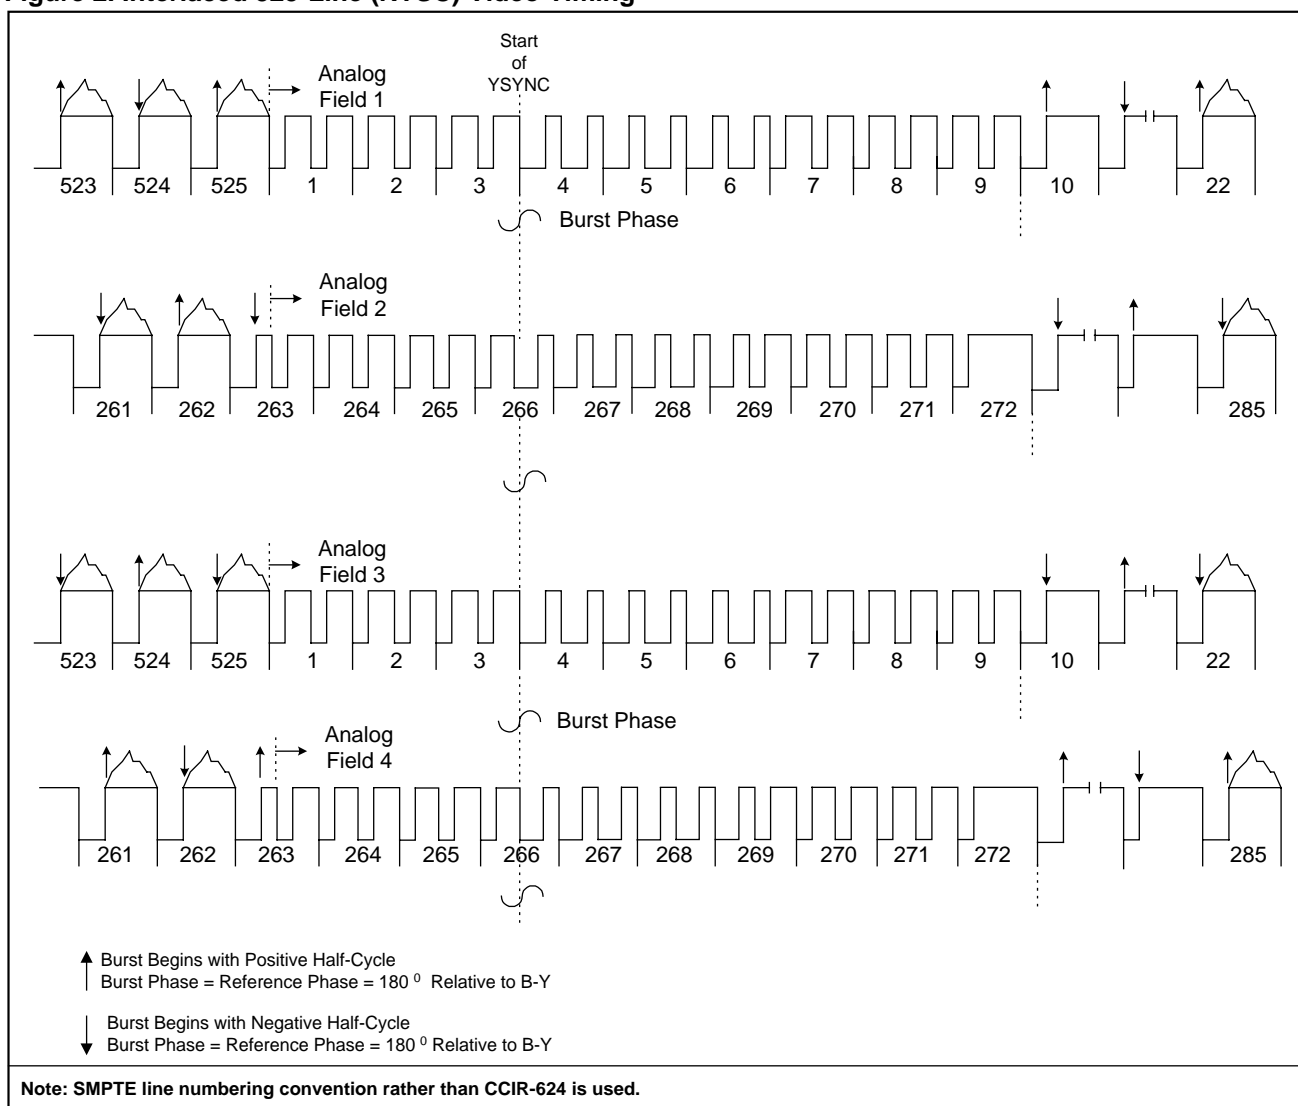 Figure 2. Interlaced 525-Line (NTSC) Video Timing
Start
of
YSYNC
Analog
Field 1
523 524 525 1 2 3 4 5 6 7 8 9 10 22
Burst Phase
Analog
Field 2
261 262 263 264 265 266 267 268 269 270 271 272 285
Analog
Field 3
523 524 525 1 2 3 4 5 6 7 8 9 10 22
Burst Phase
Analog
Field 4
261 262 263 264 265 266 267 268 269 270 271 272 285
Burst Begins with Positive Half-Cycle
Burst Phase = Reference Phase = 180 0 Relative to B-Y
Burst Begins with Negative Half-Cycle
Burst Phase = Reference Phase = 180 0 Relative to B-Y
Note: SMPTE line numbering convention rather than CCIR-624 is used.